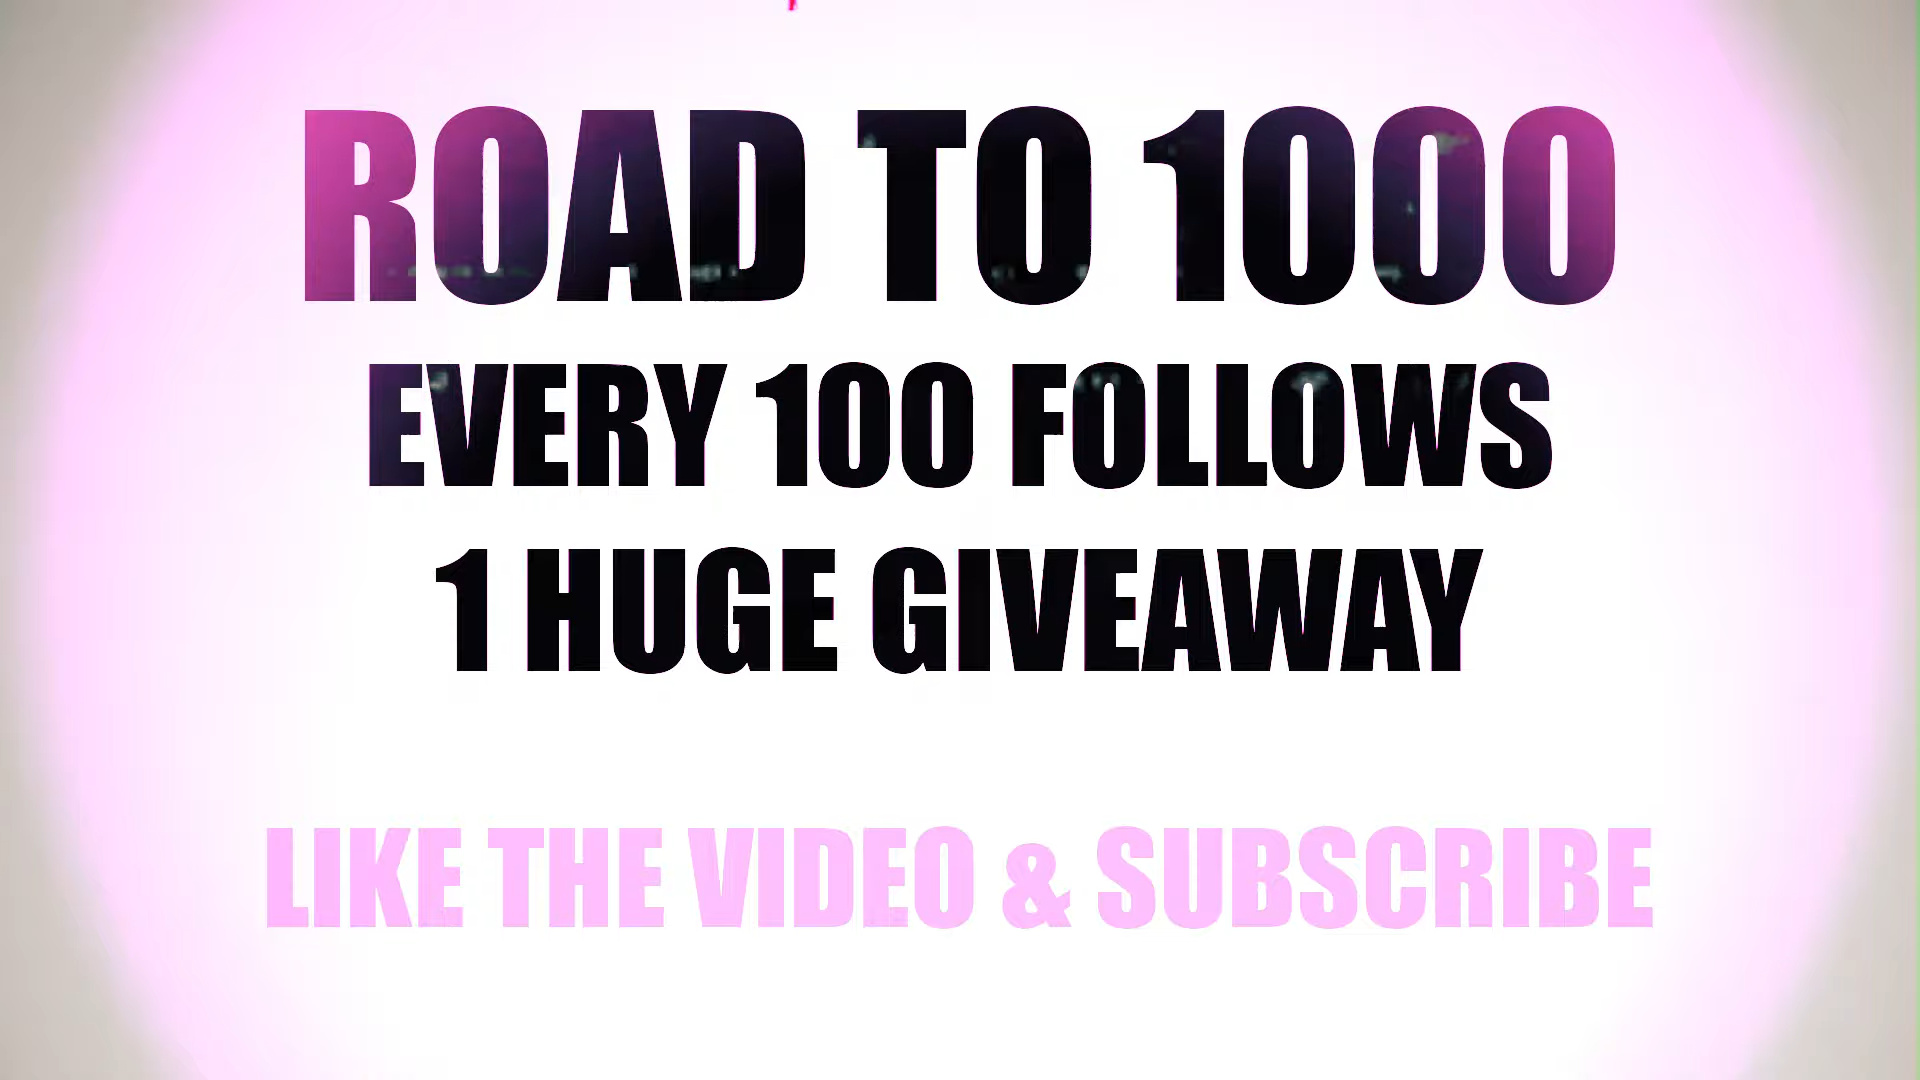 ROAD TO 1000
EVERY 100 FOLLOWS
1 HUGE GIVEAWAY
LIKE THE VIDEO & SUBSCRIBE